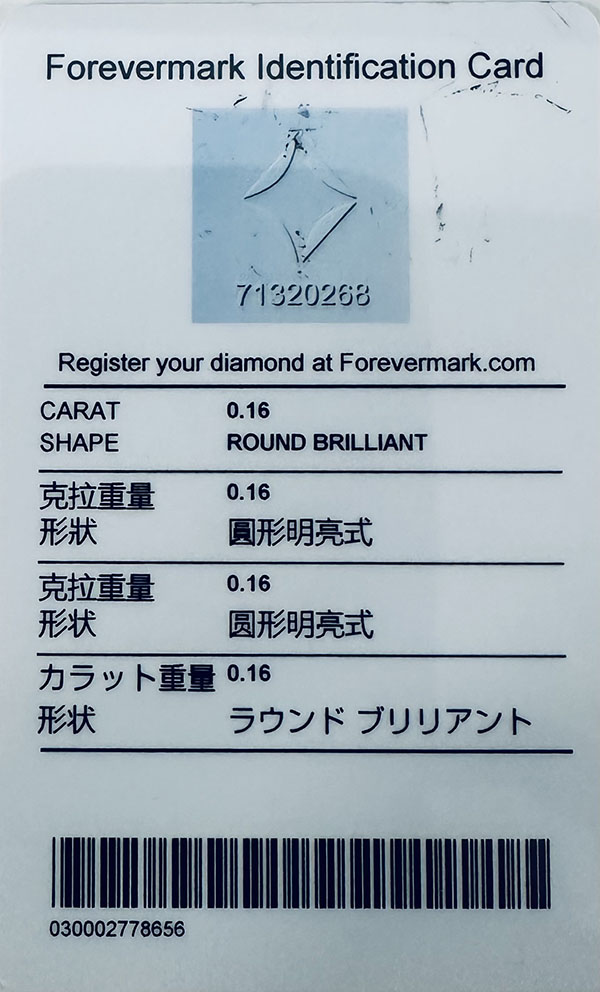 Forevermark Identification Card
71320268
Register your diamond at Forevermark.com
CARAT 0.16
SHAPE ROUND BRILLIANT
克拉重量 0.16
形狀 圓形明亮式
克拉重量 0.16
形状 圆形明亮式
カラット重量 0.16
形状 ラウンド ブリリアント
030002778656